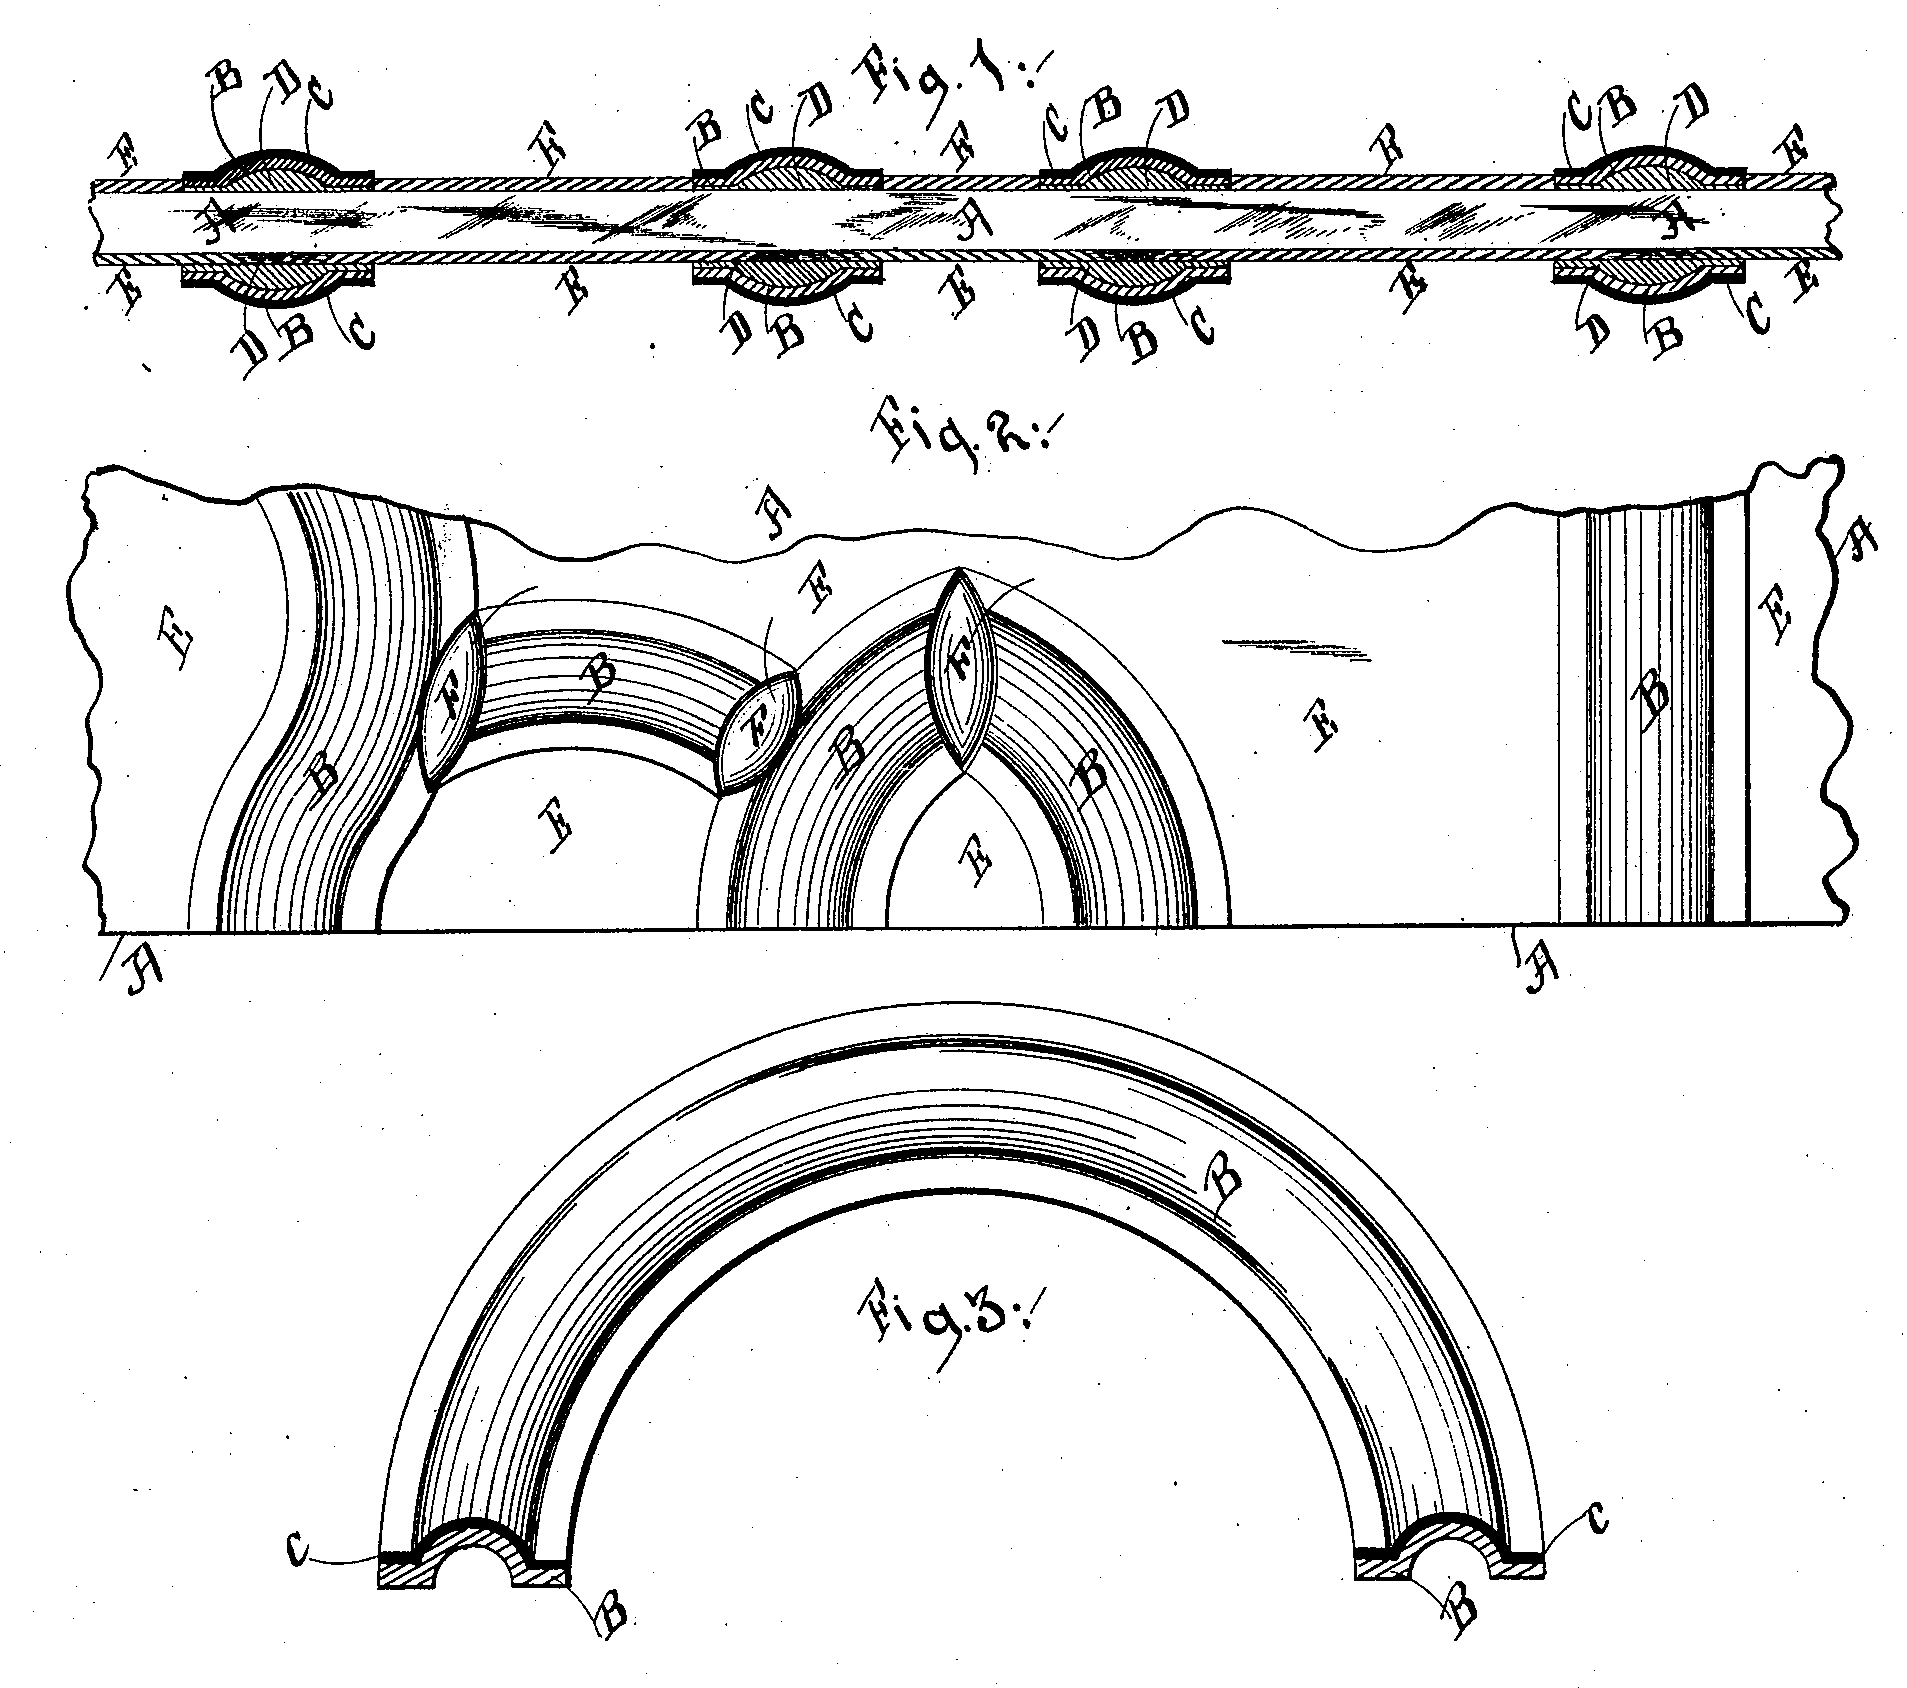 Fig. 1:
B D C B C D C B D C B D
E E E E E
A A A
E E E E E
D B C D B C D B C D B C
Fig. 2:
A
A
E E E
F B F F B B E B
B E E
A A
Fig. 3:
B
C C
B B